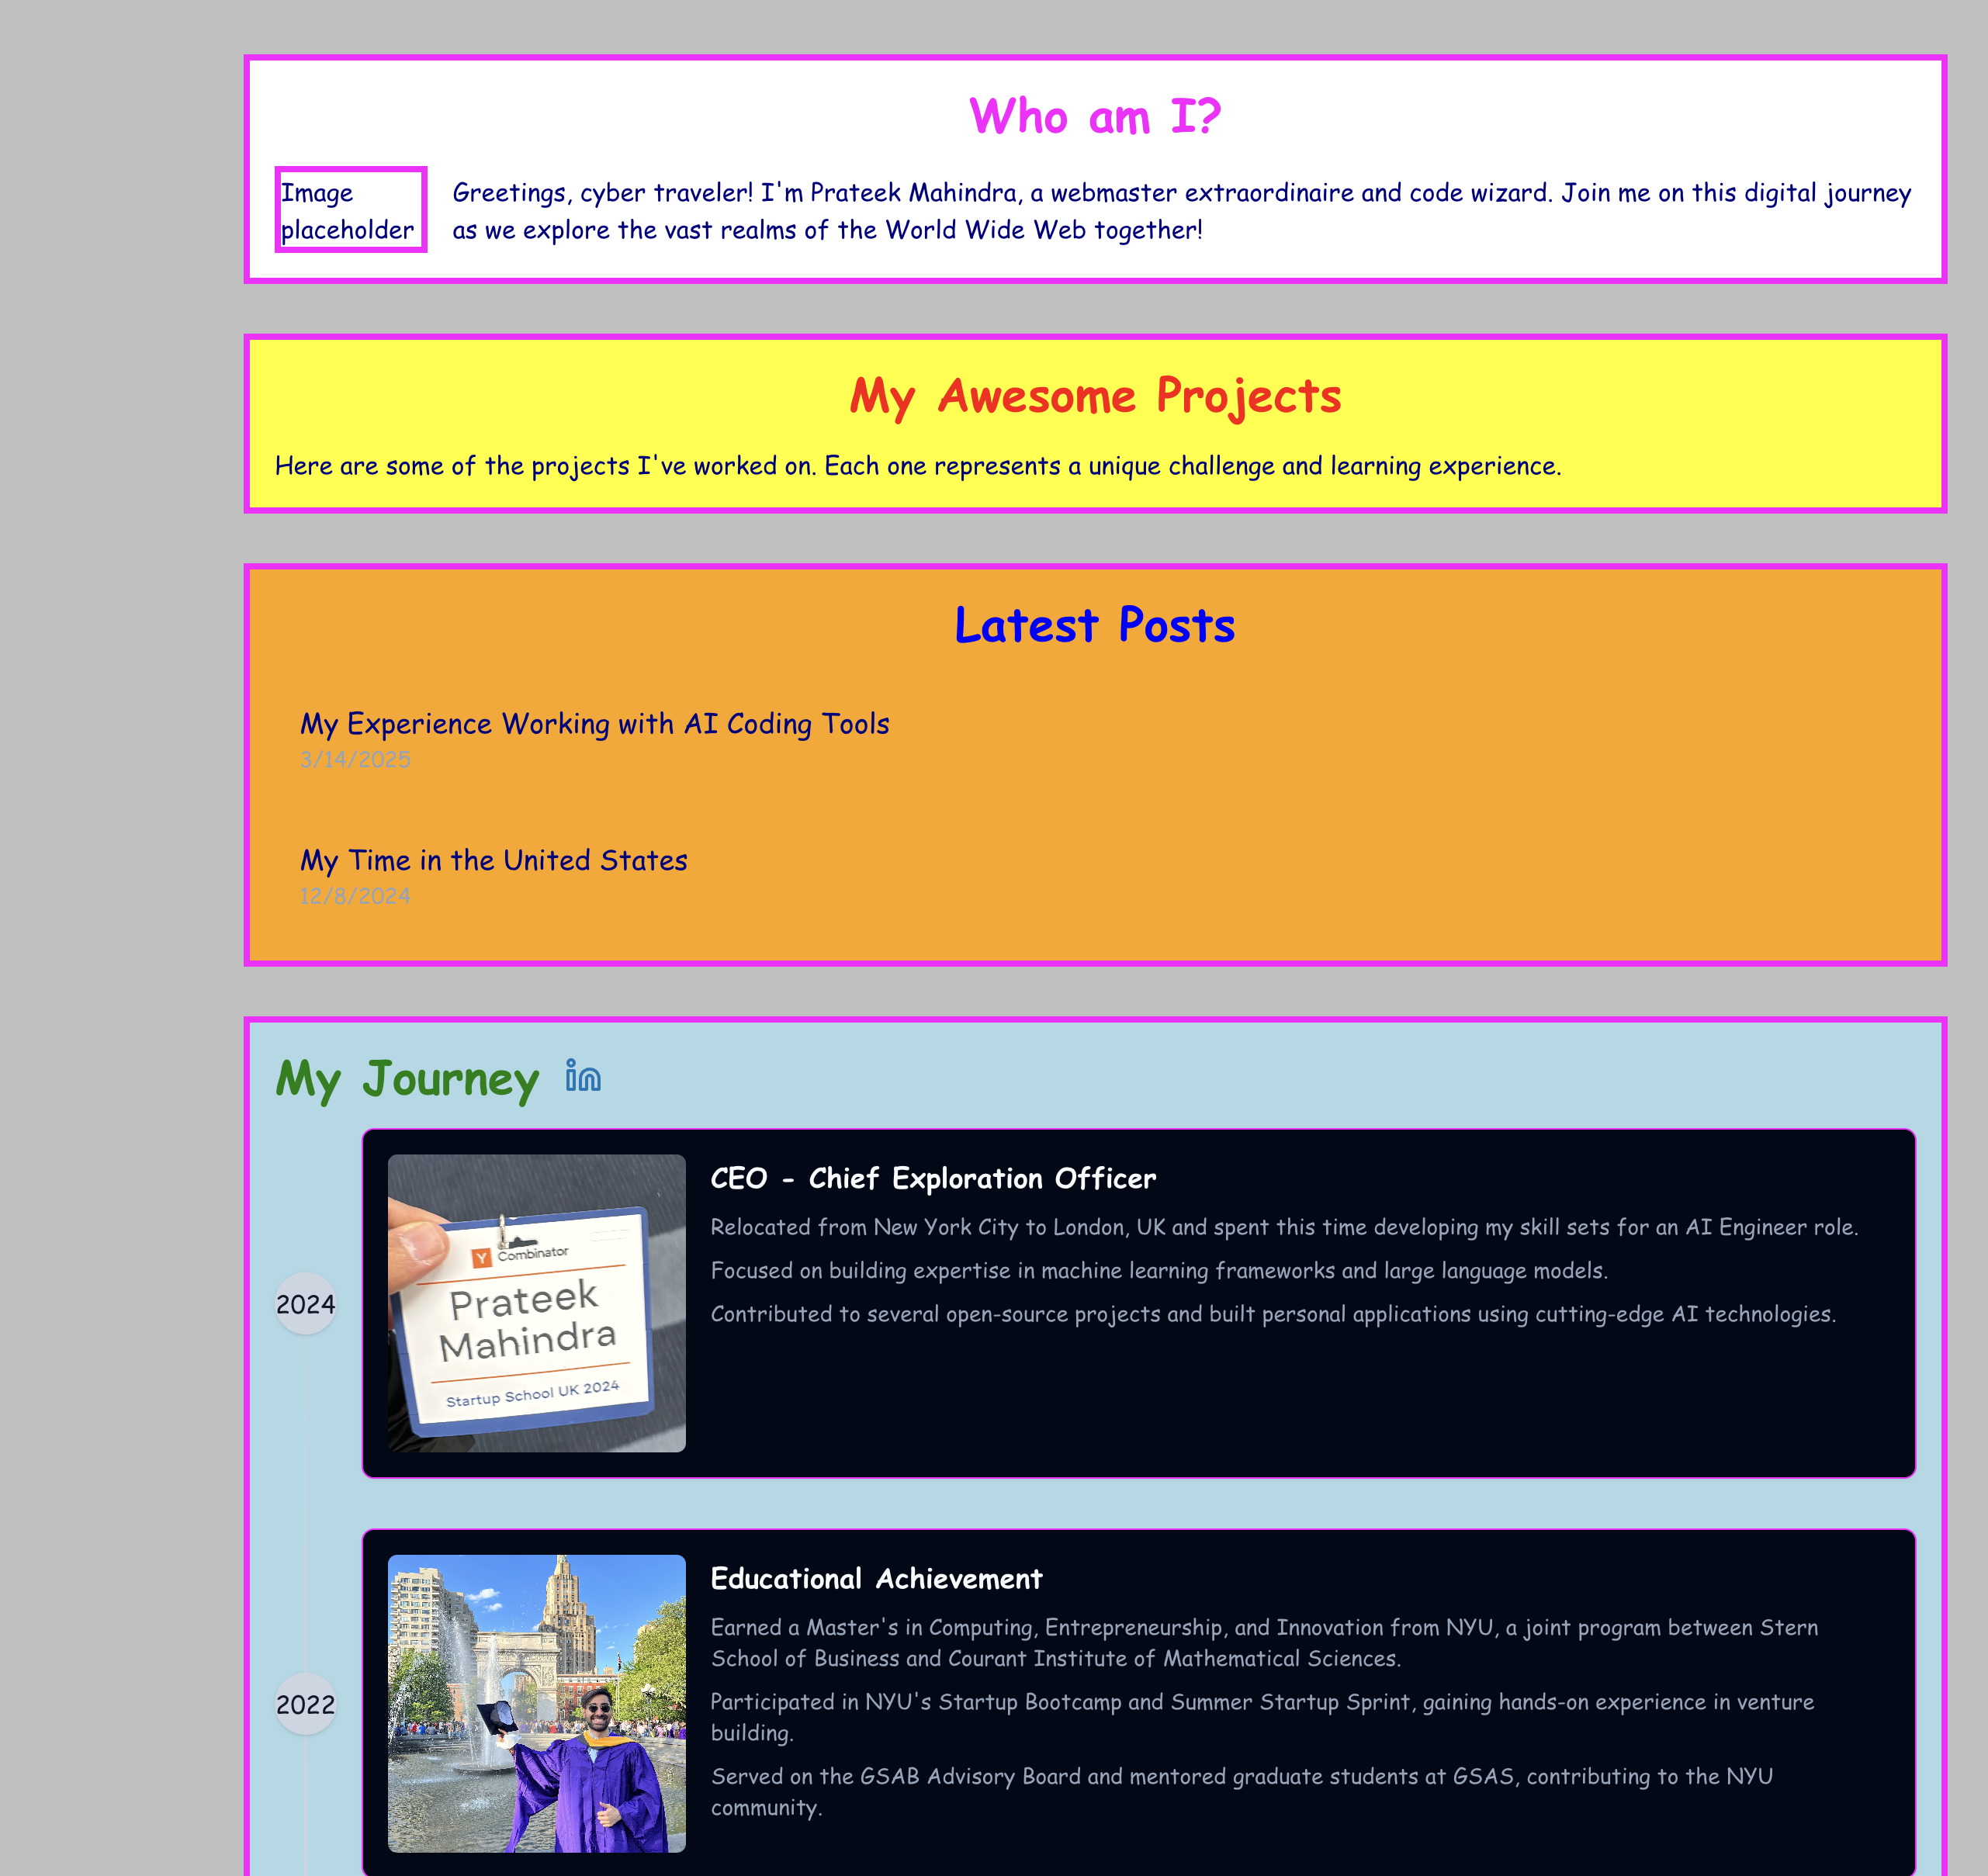 Who am I?
Image
placeholder
Greetings, cyber traveler! I'm Prateek Mahindra, a webmaster extraordinaire and code wizard. Join me on this digital journey
as we explore the vast realms of the World Wide Web together!
My Awesome Projects
Here are some of the projects I've worked on. Each one represents a unique challenge and learning experience.
Latest Posts
My Experience Working with AI Coding Tools
3/14/2025
My Time in the United States
12/8/2024
My Journey in
2024
Y Combinator
Prateek
Mahindra
Startup School UK 2024
CEO - Chief Exploration Officer
Relocated from New York City to London, UK and spent this time developing my skill sets for an AI Engineer role.
Focused on building expertise in machine learning frameworks and large language models.
Contributed to several open-source projects and built personal applications using cutting-edge AI technologies.
2022
Educational Achievement
Earned a Master's in Computing, Entrepreneurship, and Innovation from NYU, a joint program between Stern
School of Business and Courant Institute of Mathematical Sciences.
Participated in NYU's Startup Bootcamp and Summer Startup Sprint, gaining hands-on experience in venture
building.
Served on the GSAB Advisory Board and mentored graduate students at GSAS, contributing to the NYU
community.